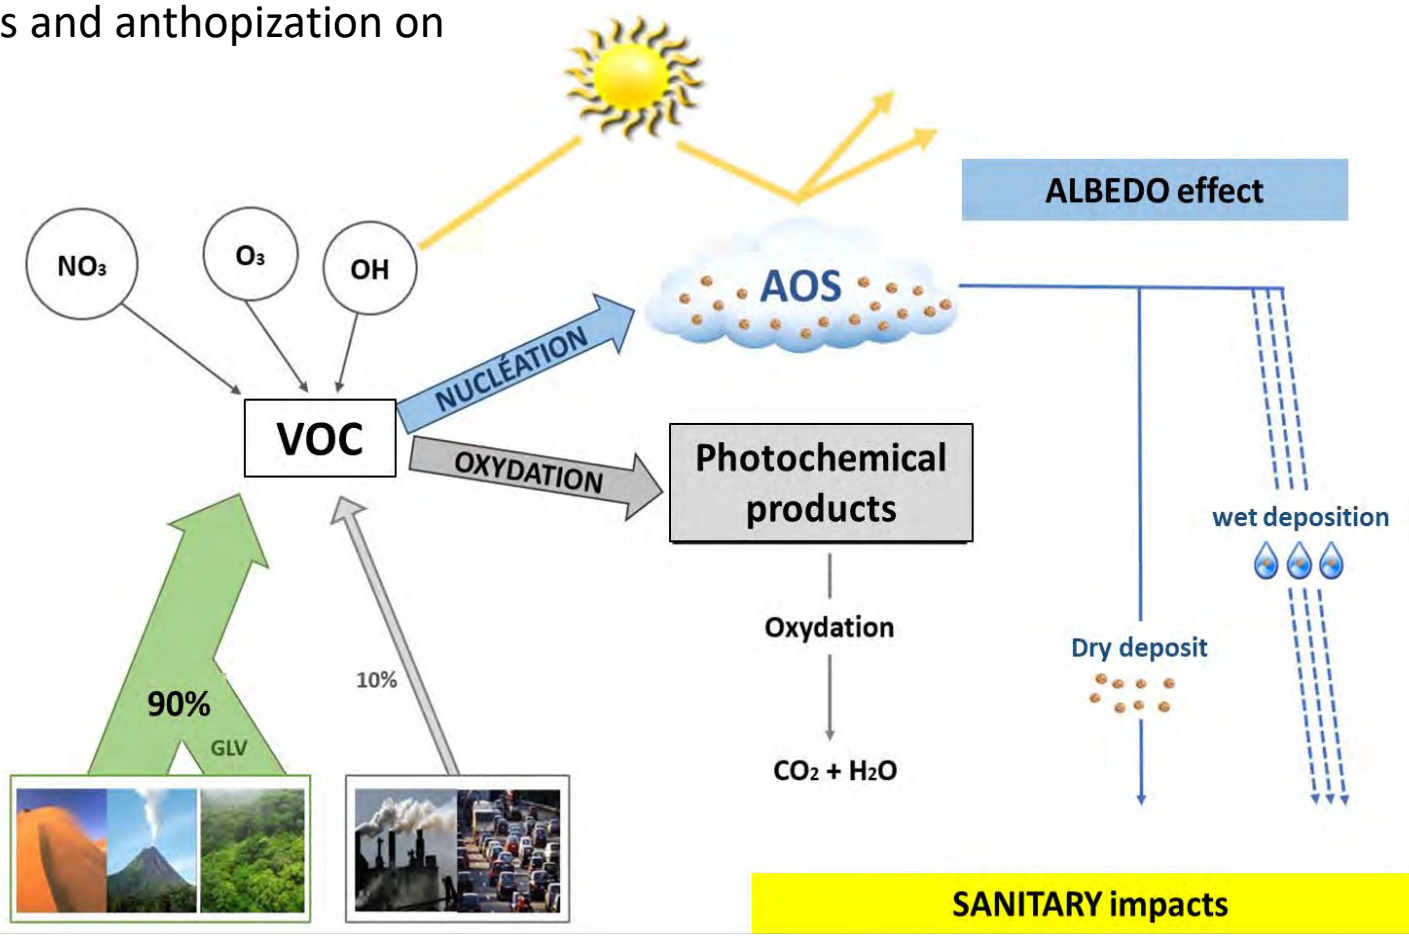 s and anthopization on
ALBEDO effect
NO₃
O₃
OH
AOS
NUCLÉATION
VOC
OXYDATION
Photochemical
products
wet deposition
Oxydation
Dry deposit
10%
90%
GLV
CO₂ + H₂O
SANITARY impacts